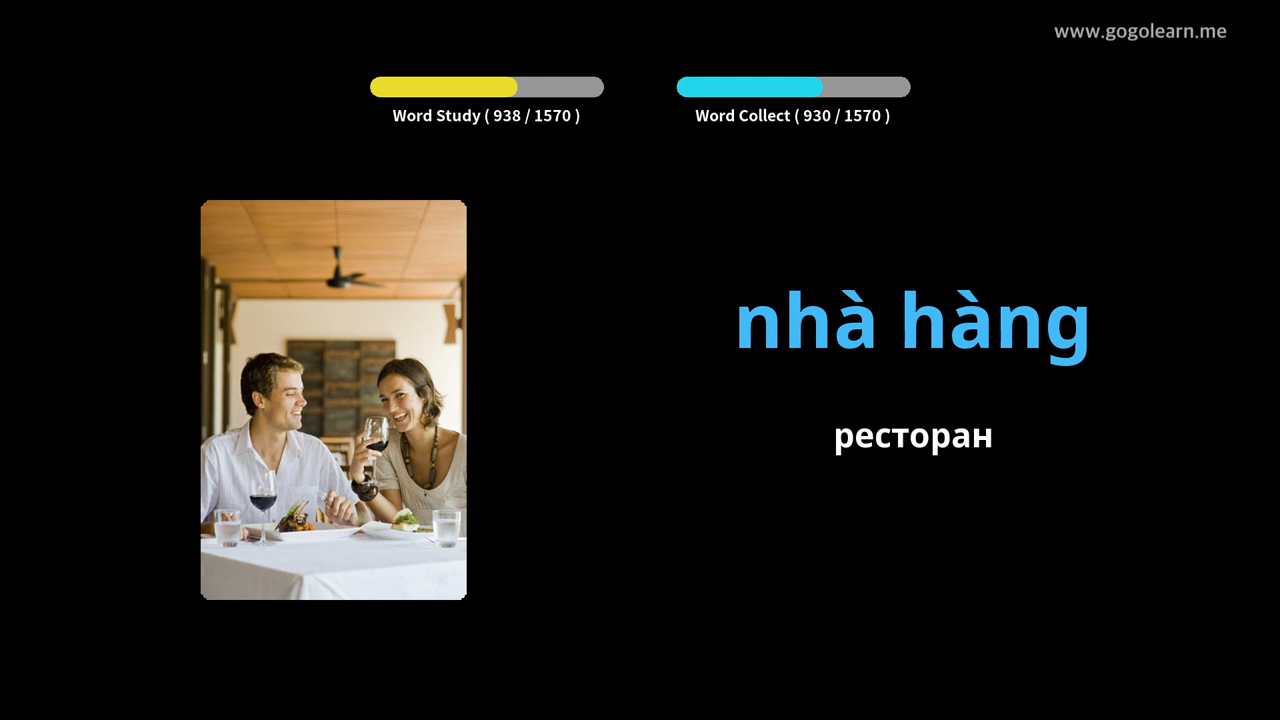 www.gogolearn.me
Word Study ( 938 / 1570 )
Word Collect ( 930 / 1570 )
nhà hàng
ресторан